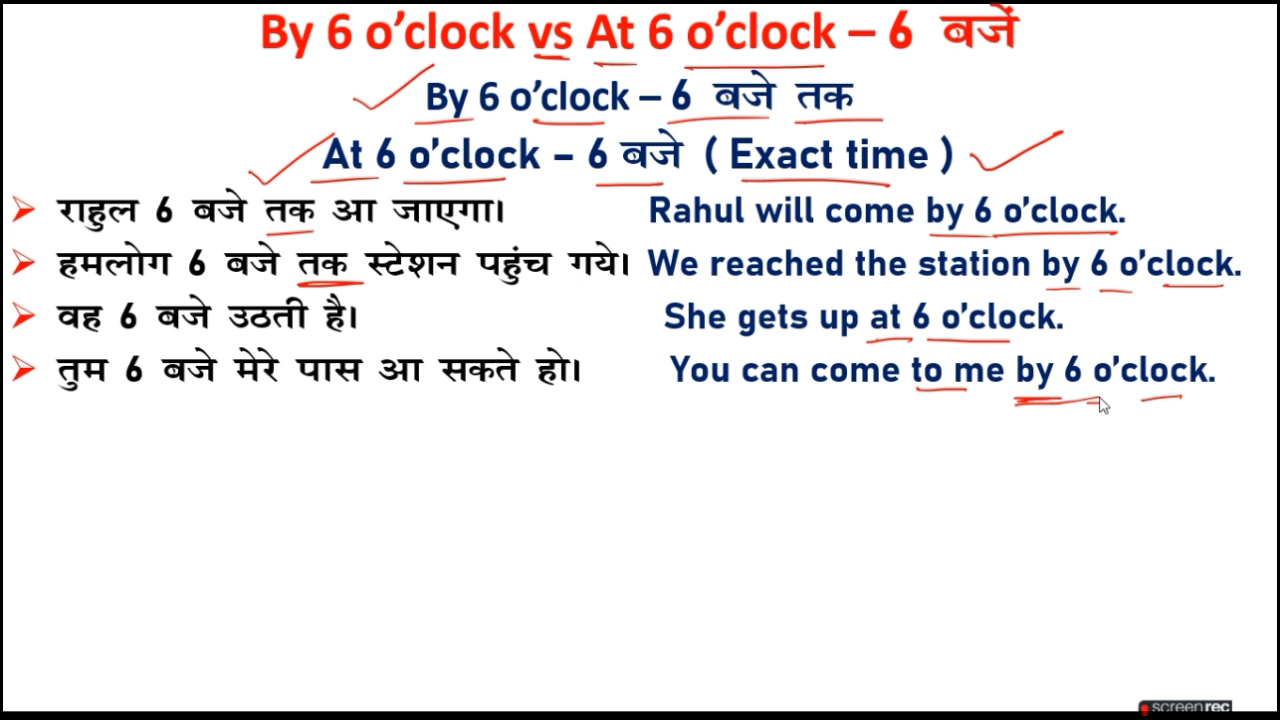 By 6 o'clock vs At 6 o'clock – 6 बजें
By 6 o'clock – 6 बजे तक
At 6 o'clock – 6 बजे ( Exact time )
राहुल 6 बजे तक आ जाएगा। Rahul will come by 6 o'clock.
हमलोग 6 बजे तक स्टेशन पहुंच गये। We reached the station by 6 o'clock.
वह 6 बजे उठती है। She gets up at 6 o'clock.
तुम 6 बजे मेरे पास आ सकते हो। You can come to me by 6 o'clock.
screenrec